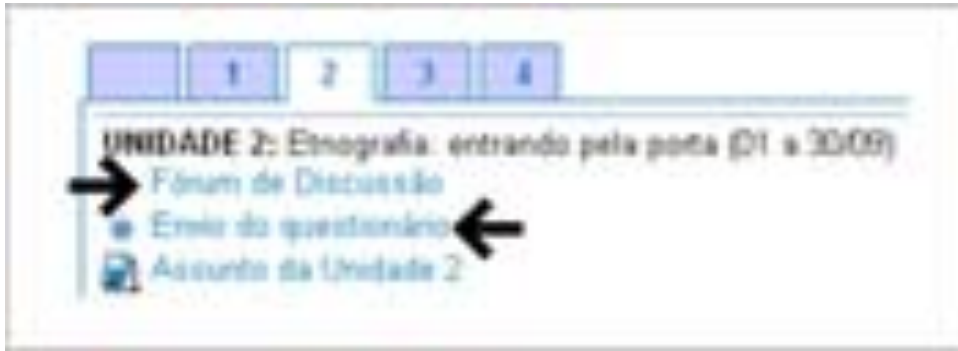 1 2 3 4
UNIDADE 2: Etnografia: entrando pela porta (01 a 30/09)
Fórum de Discussão
Envio do questionário
Assunto da Unidade 2